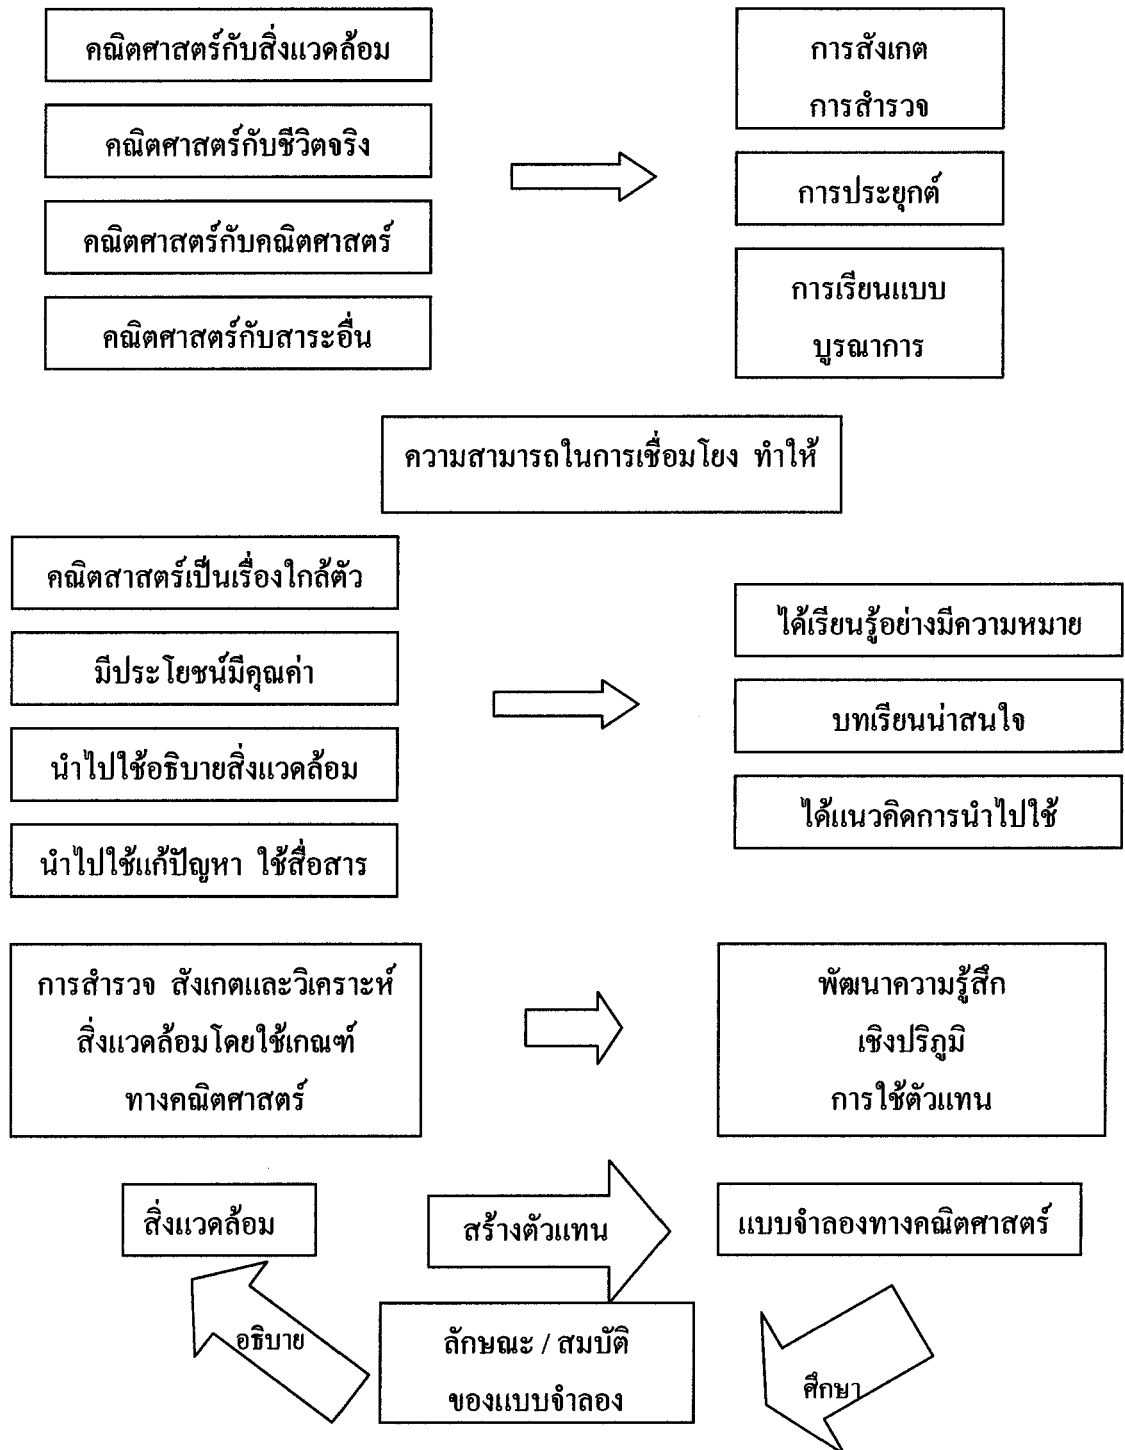 คณิตศาสตร์กับสิ่งแวดล้อม
คณิตศาสตร์กับชีวิตจริง
คณิตศาสตร์กับคณิตศาสตร์
คณิตศาสตร์กับสาระอื่น
การสังเกต
การสำรวจ
การประยุกต์
การเรียนแบบ
บูรณาการ
ความสามารถในการเชื่อมโยง ทำให้
คณิตสาสตร์เป็นเรื่องใกล้ตัว
มีประโยชน์มีคุณค่า
นำไปใช้อธิบายสิ่งแวดล้อม
นำไปใช้แก้ปัญหา ใช้สื่อสาร
ได้เรียนรู้อย่างมีความหมาย
บทเรียนน่าสนใจ
ได้แนวคิดการนำไปใช้
การสำรวจ สังเกตและวิเคราะห์
สิ่งแวดล้อมโดยใช้เกณฑ์
ทางคณิตศาสตร์
พัฒนาความรู้สึก
เชิงปริภูมิ
การใช้ตัวแทน
สิ่งแวดล้อม
สร้างตัวแทน
แบบจำลองทางคณิตศาสตร์
อธิบาย
ลักษณะ / สมบัติ
ของแบบจำลอง
ศึกษา